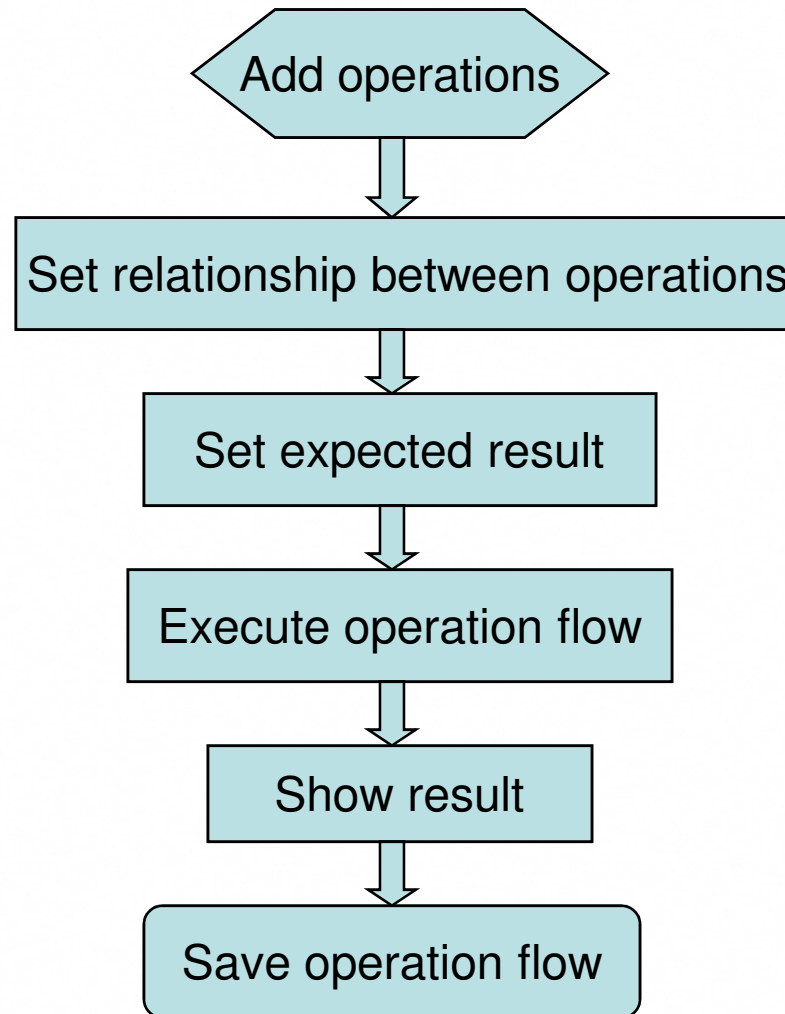 Add operations
Set relationship between operations
Set expected result
Execute operation flow
Show result
Save operation flow